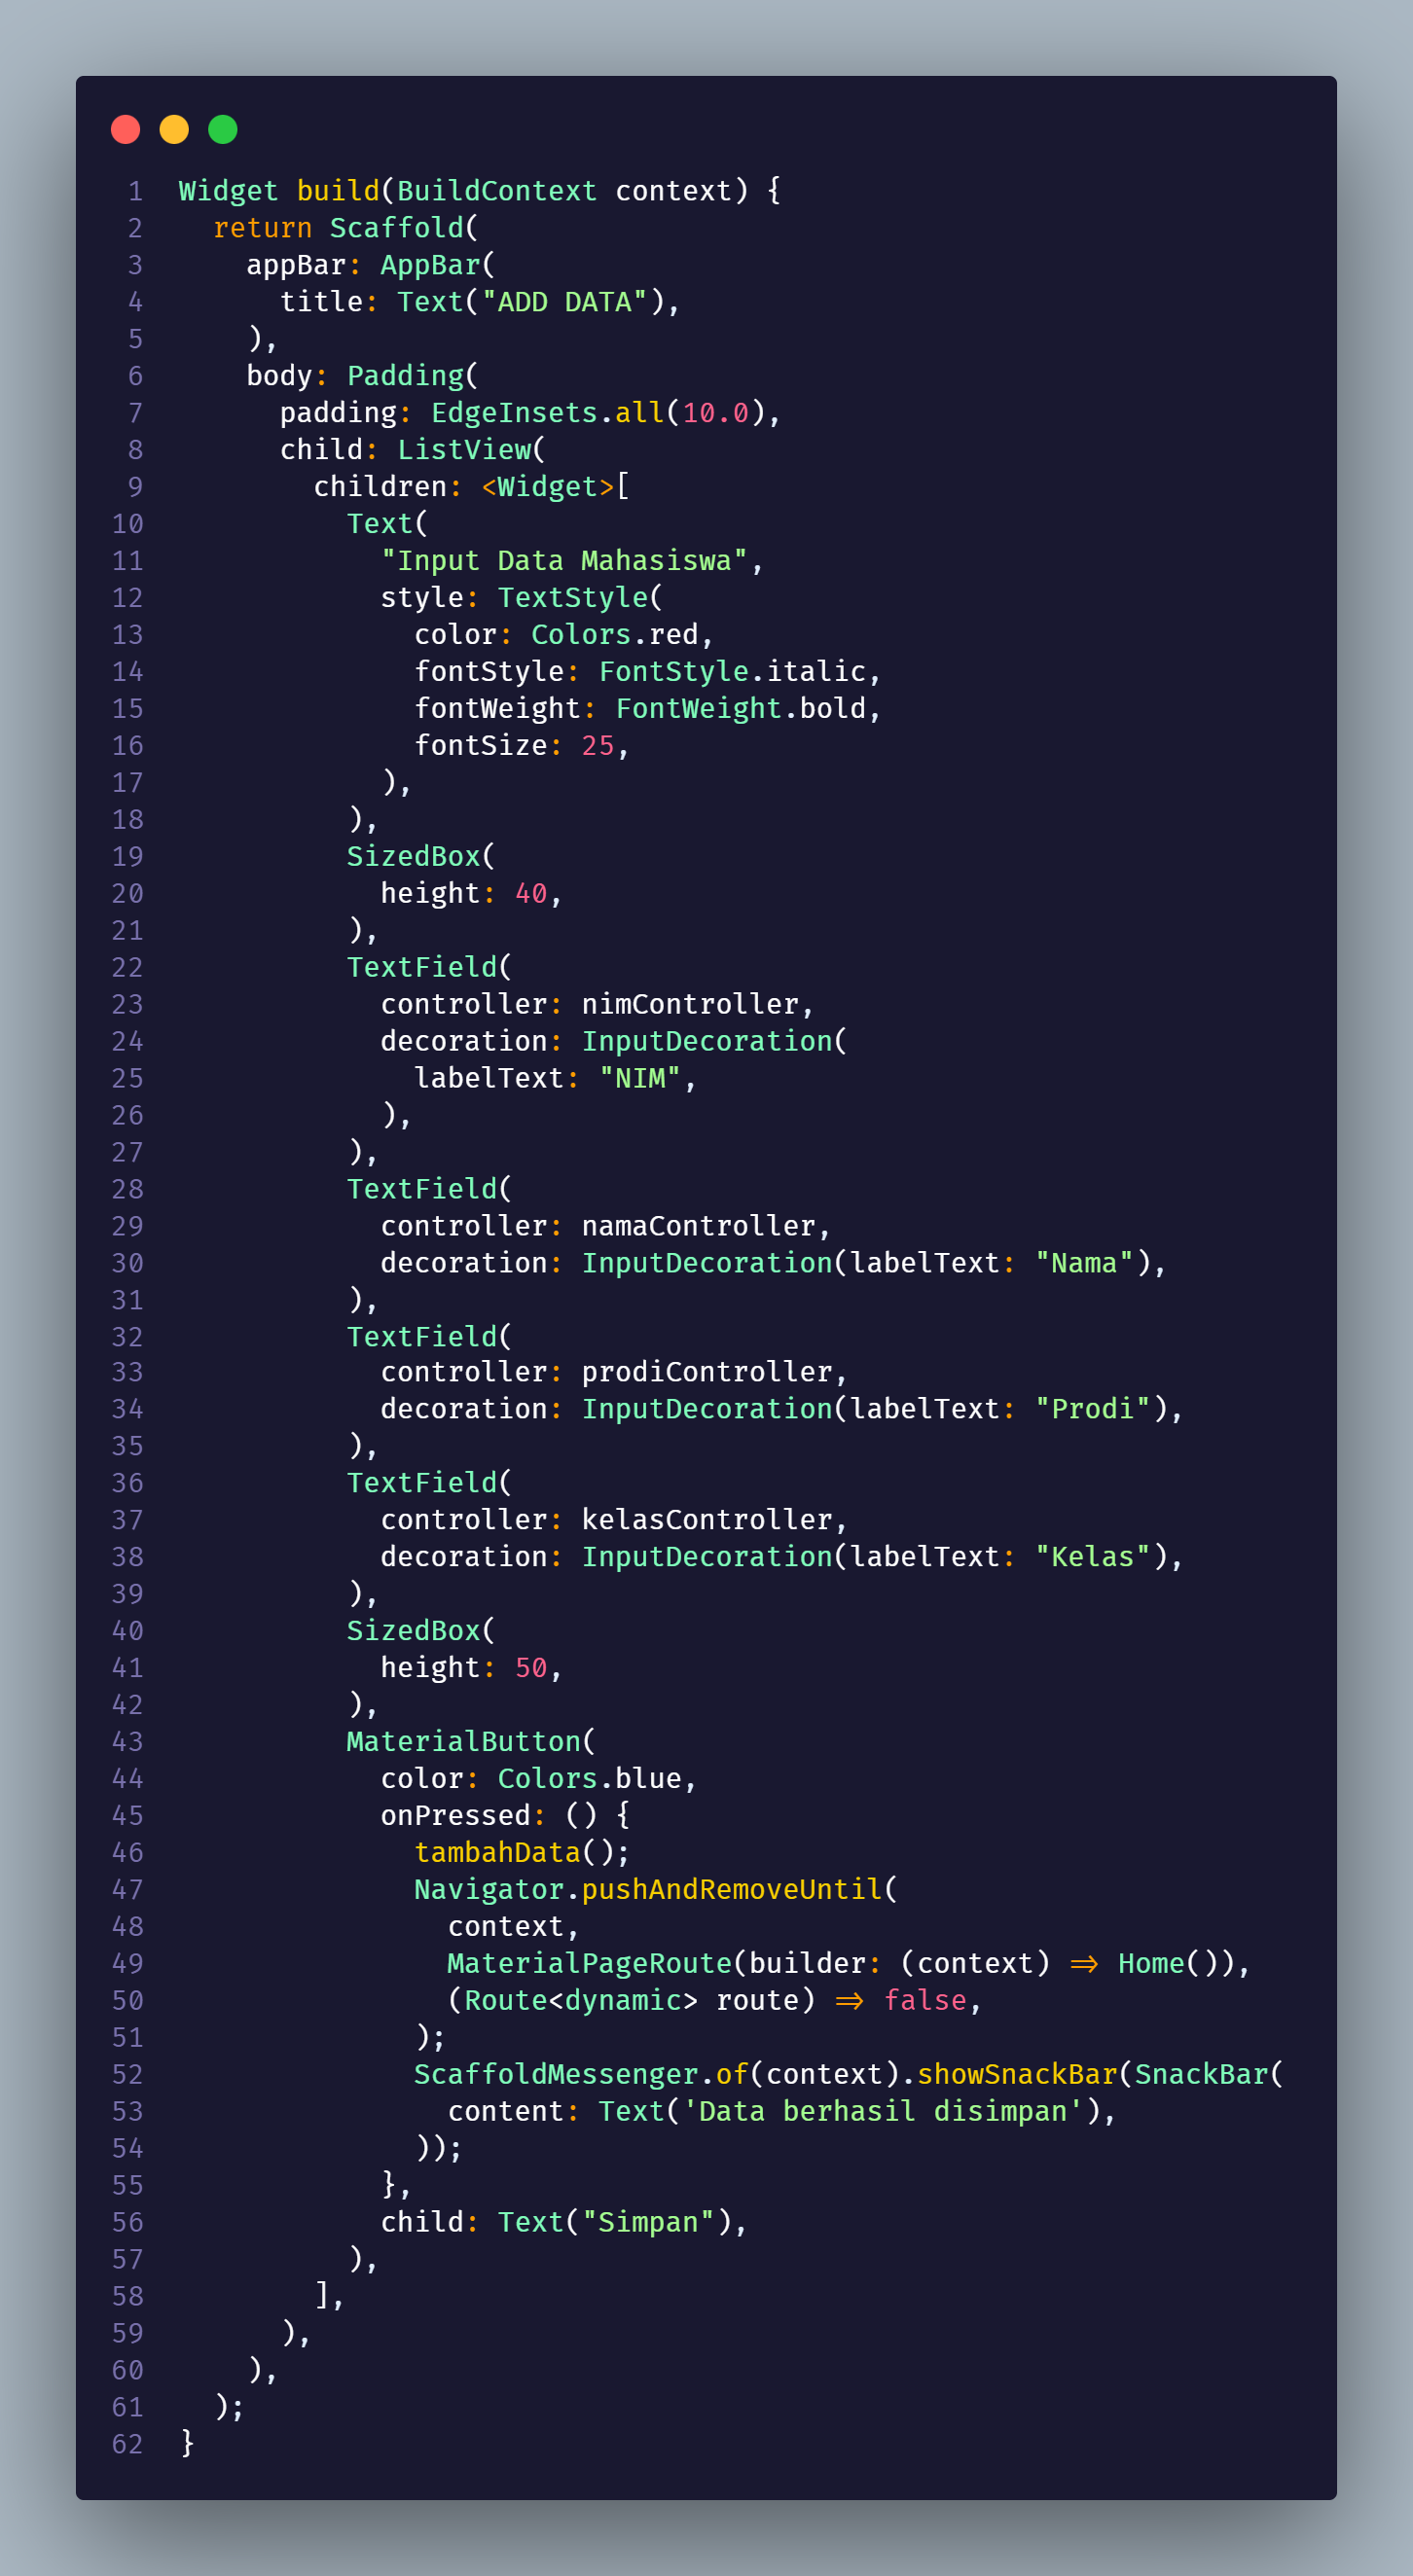 1 Widget build(BuildContext context) {
2   return Scaffold(
3     appBar: AppBar(
4       title: Text("ADD DATA"),
5     ),
6     body: Padding(
7       padding: EdgeInsets.all(10.0),
8       child: ListView(
9         children: <Widget>[
10           Text(
11             "Input Data Mahasiswa",
12             style: TextStyle(
13               color: Colors.red,
14               fontStyle: FontStyle.italic,
15               fontWeight: FontWeight.bold,
16               fontSize: 25,
17             ),
18           ),
19           SizedBox(
20             height: 40,
21           ),
22           TextField(
23             controller: nimController,
24             decoration: InputDecoration(
25               labelText: "NIM",
26             ),
27           ),
28           TextField(
29             controller: namaController,
30             decoration: InputDecoration(labelText: "Nama"),
31           ),
32           TextField(
33             controller: prodiController,
34             decoration: InputDecoration(labelText: "Prodi"),
35           ),
36           TextField(
37             controller: kelasController,
38             decoration: InputDecoration(labelText: "Kelas"),
39           ),
40           SizedBox(
41             height: 50,
42           ),
43           MaterialButton(
44             color: Colors.blue,
45             onPressed: () {
46               tambahData();
47               Navigator.pushAndRemoveUntil(
48                 context,
49                 MaterialPageRoute(builder: (context) => Home()),
50                 (Route<dynamic> route) => false,
51               );
52               ScaffoldMessenger.of(context).showSnackBar(SnackBar(
53                 content: Text('Data berhasil disimpan'),
54               ));
55             },
56             child: Text("Simpan"),
57           ),
58         ],
59       ),
60     ),
61   );
62 }